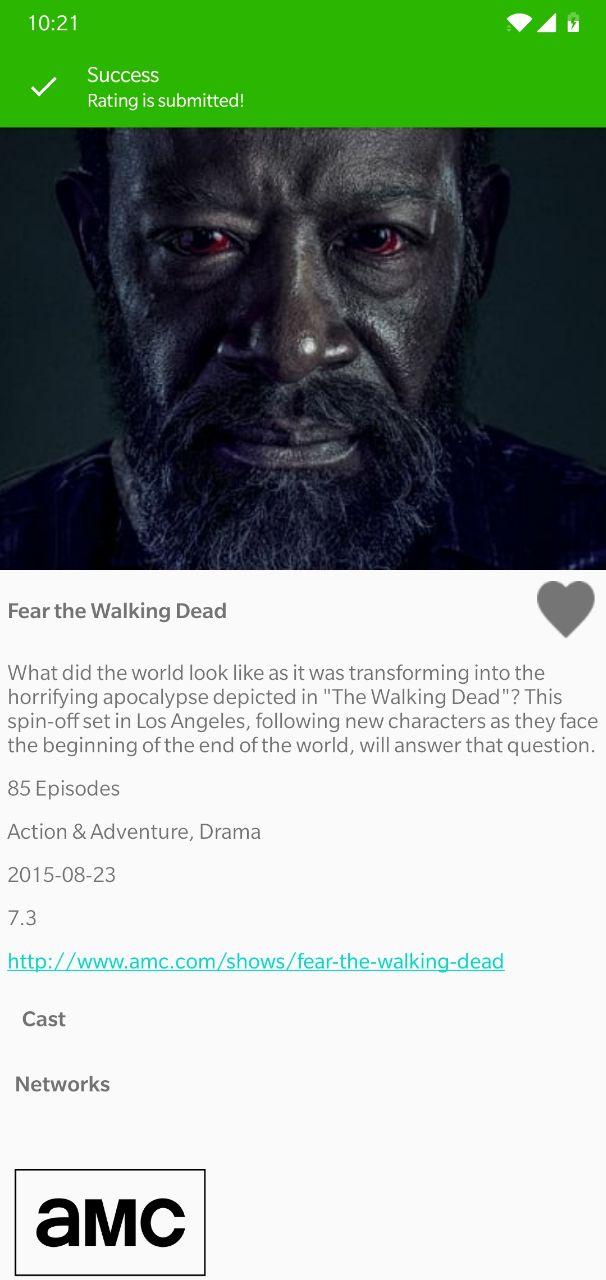 10:21
Success
Rating is submitted!
Fear the Walking Dead
What did the world look like as it was transforming into the
horrifying apocalypse depicted in "The Walking Dead"? This
spin-off set in Los Angeles, following new characters as they face
the beginning of the end of the world, will answer that question.
85 Episodes
Action & Adventure, Drama
2015-08-23
7.3
http://www.amc.com/shows/fear-the-walking-dead
Cast
Networks
aMC